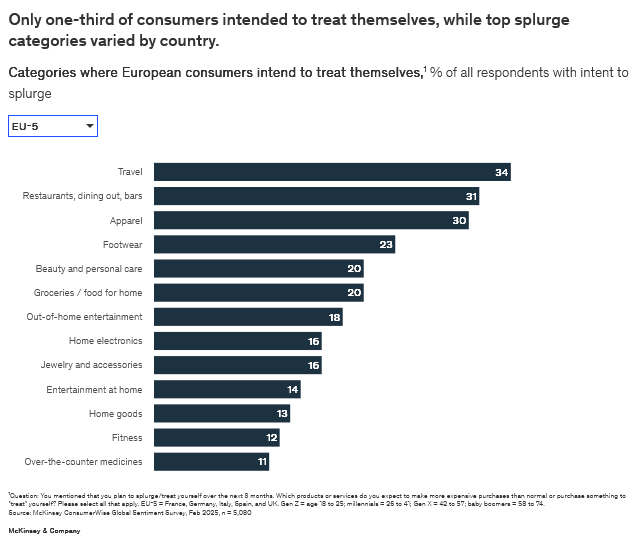 Only one-third of consumers intended to treat themselves, while top splurge
categories varied by country.
Categories where European consumers intend to treat themselves,¹ % of all respondents with intent to
splurge
EU-5
Travel 34
Restaurants, dining out, bars 31
Apparel 30
Footwear 23
Beauty and personal care 20
Groceries / food for home 20
Out-of-home entertainment 18
Home electronics 16
Jewelry and accessories 16
Entertainment at home 14
Home goods 13
Fitness 12
Over-the-counter medicines 11
¹Question: You mentioned that you plan to splurge/treat yourself over the next 6 months. Which products or services do you expect to make more expensive purchases than normal or purchase something to
"treat" yourself? Please select all that apply. EU-5 = France, Germany, Italy, Spain, and UK. Gen Z = age 18 to 25; millennials = 26 to 41; Gen X = 42 to 57; baby boomers = 58 to 74.
Source: McKinsey ConsumerWise Global Sentiment Survey, Feb 2025, n = 5,080
McKinsey & Company